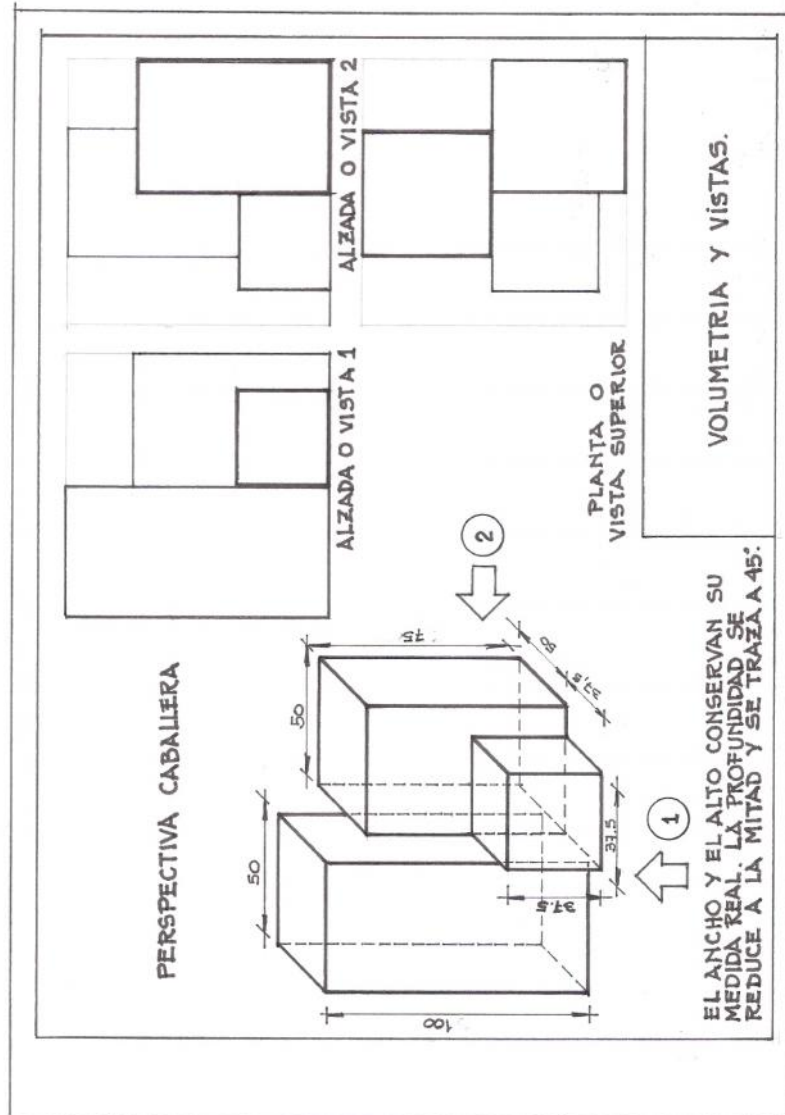 PERSPECTIVA CABALLERA
50
50
75
100
37.5
37.5
50
37,5
1
2
EL ANCHO Y EL ALTO CONSERVAN SU
MEDIDA REAL. LA PROFUNDIDAD SE
REDUCE A LA MITAD Y SE TRAZA A 45°.
ALZADA O VISTA 1
ALZADA O VISTA 2
PLANTA O
VISTA SUPERIOR
VOLUMETRIA Y VISTAS.